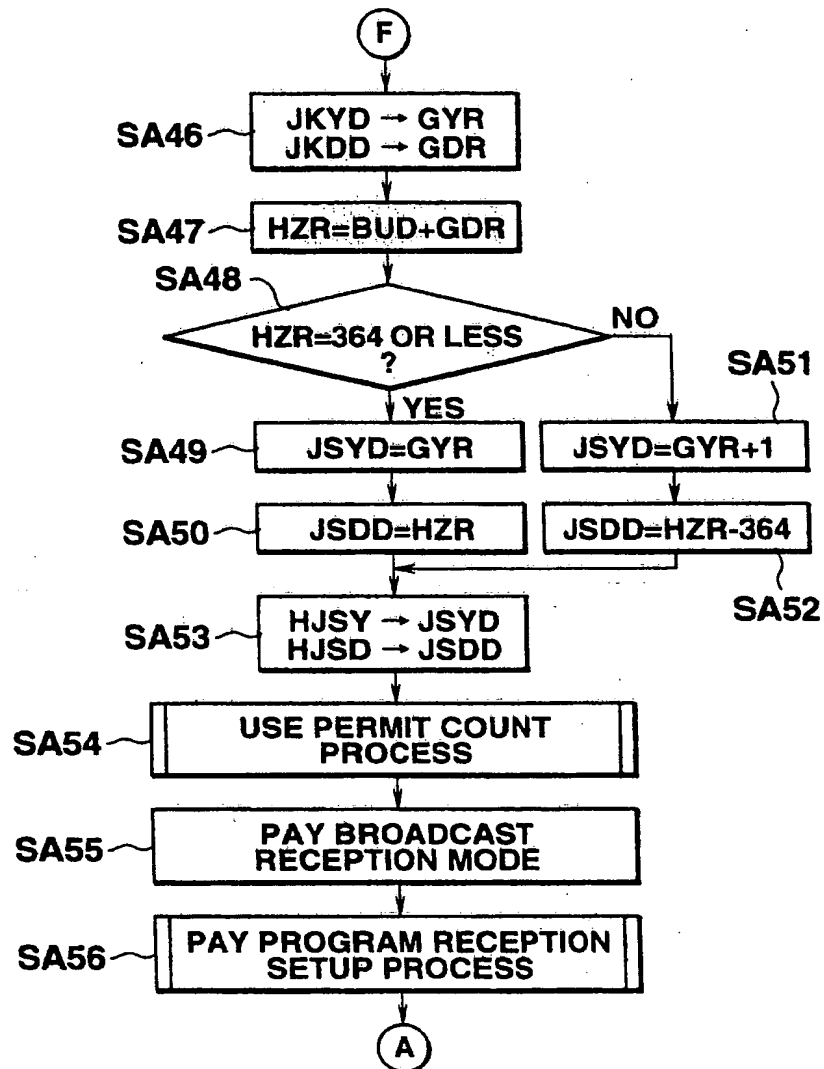 F
SA46
JKYD → GYR
JKDD → GDR
SA47
HZR=BUD+GDR
SA48
HZR=364 OR LESS
?
NO
YES
SA51
SA49
JSYD=GYR
JSYD=GYR+1
SA50
JSDD=HZR
JSDD=HZR-364
SA52
SA53
HJSY → JSYD
HJSD → JSDD
SA54
USE PERMIT COUNT
PROCESS
SA55
PAY BROADCAST
RECEPTION MODE
SA56
PAY PROGRAM RECEPTION
SETUP PROCESS
A